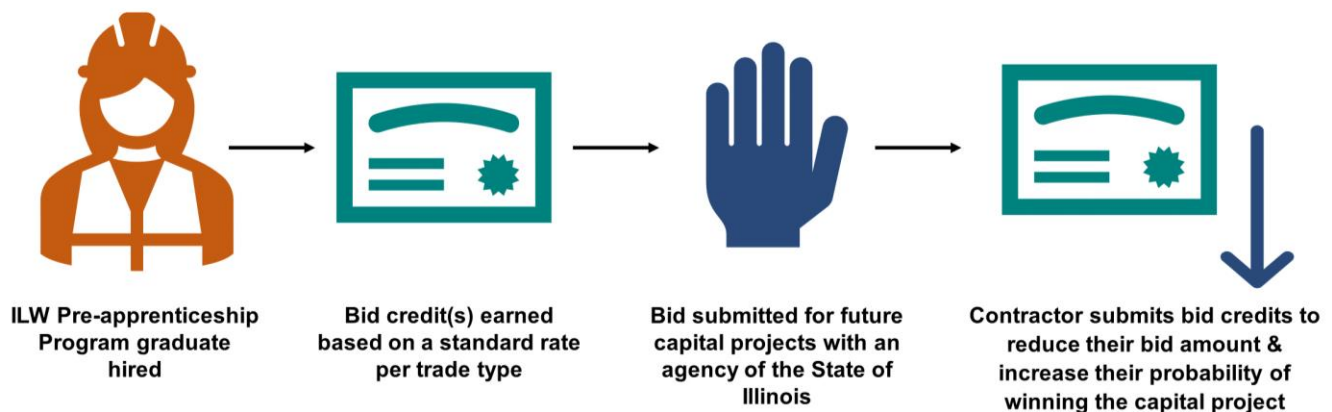 ILW Pre-apprenticeship
Program graduate
hired
Bid credit(s) earned
based on a standard rate
per trade type
Bid submitted for future
capital projects with an
agency of the State of
Illinois
Contractor submits bid credits to
reduce their bid amount &
increase their probability of
winning the capital project